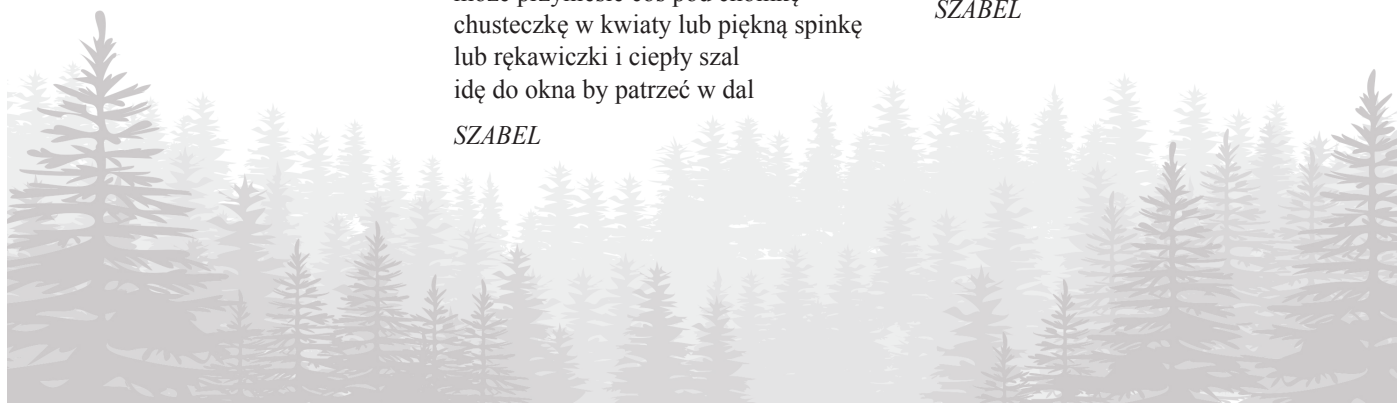 chusteczkę w kwiaty lub piękną spinkę
lub rękawiczki i ciepły szal
idę do okna by patrzeć w dal
SZABEL
SZABEL